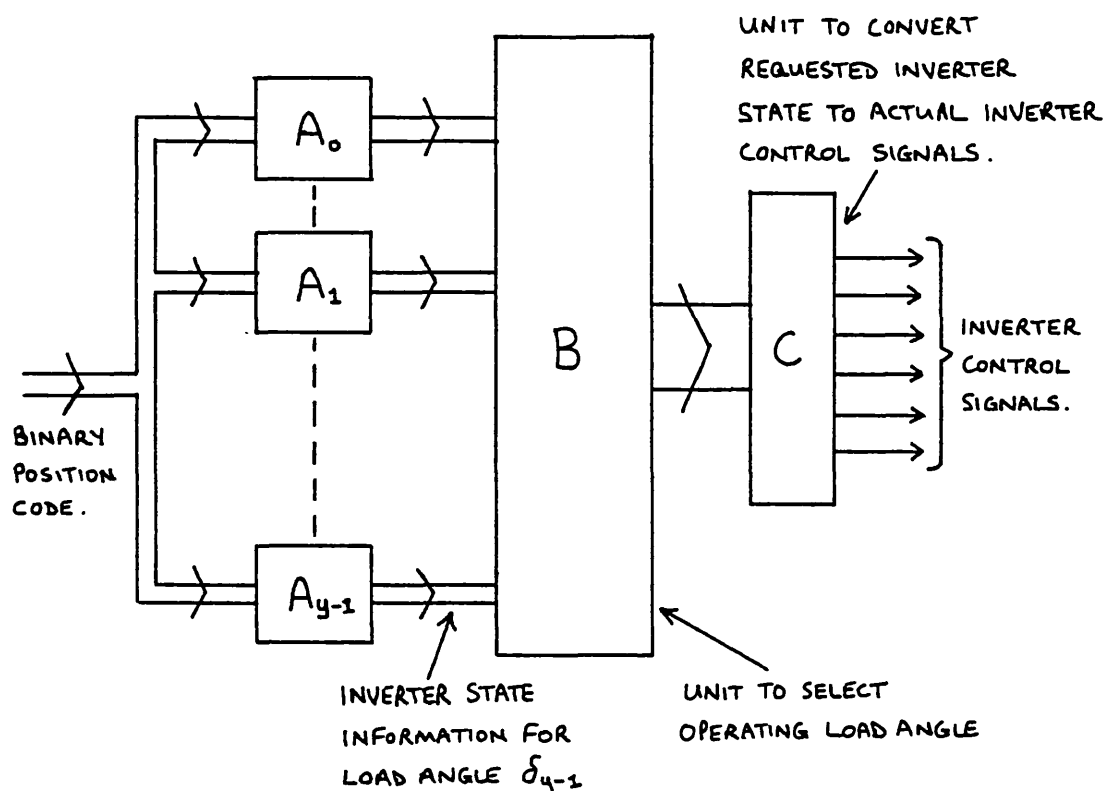 UNIT TO CONVERT
REQUESTED INVERTER
STATE TO ACTUAL INVERTER
CONTROL SIGNALS.
A₀
A₁
B
C
INVERTER
CONTROL
SIGNALS.
BINARY
POSITION
CODE.
Ay-1
INVERTER STATE
INFORMATION FOR
LOAD ANGLE δy-1
UNIT TO SELECT
OPERATING LOAD ANGLE